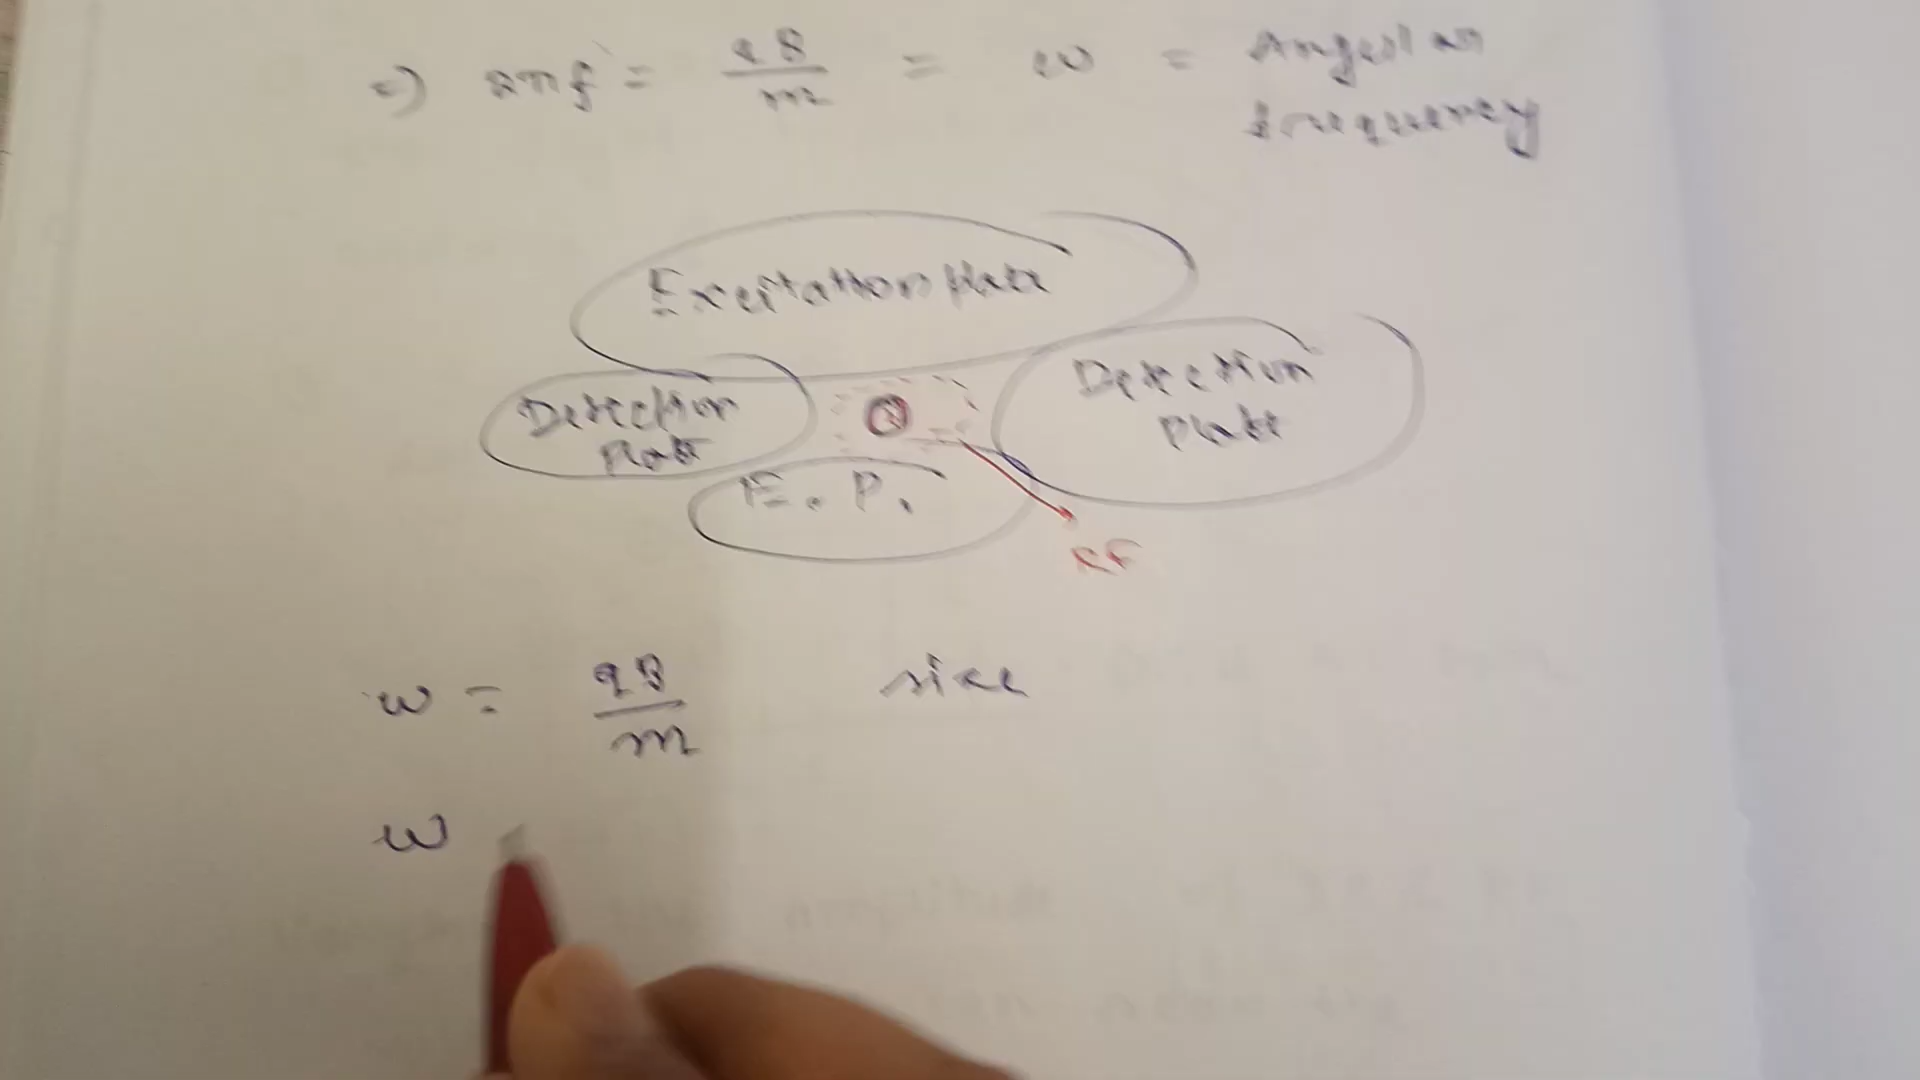 =) 2πf = qB/m = w = Angular
frequency
Excitation plate
Detection
plate
Detection
plate
E.P.
RF
w = qB/m
w